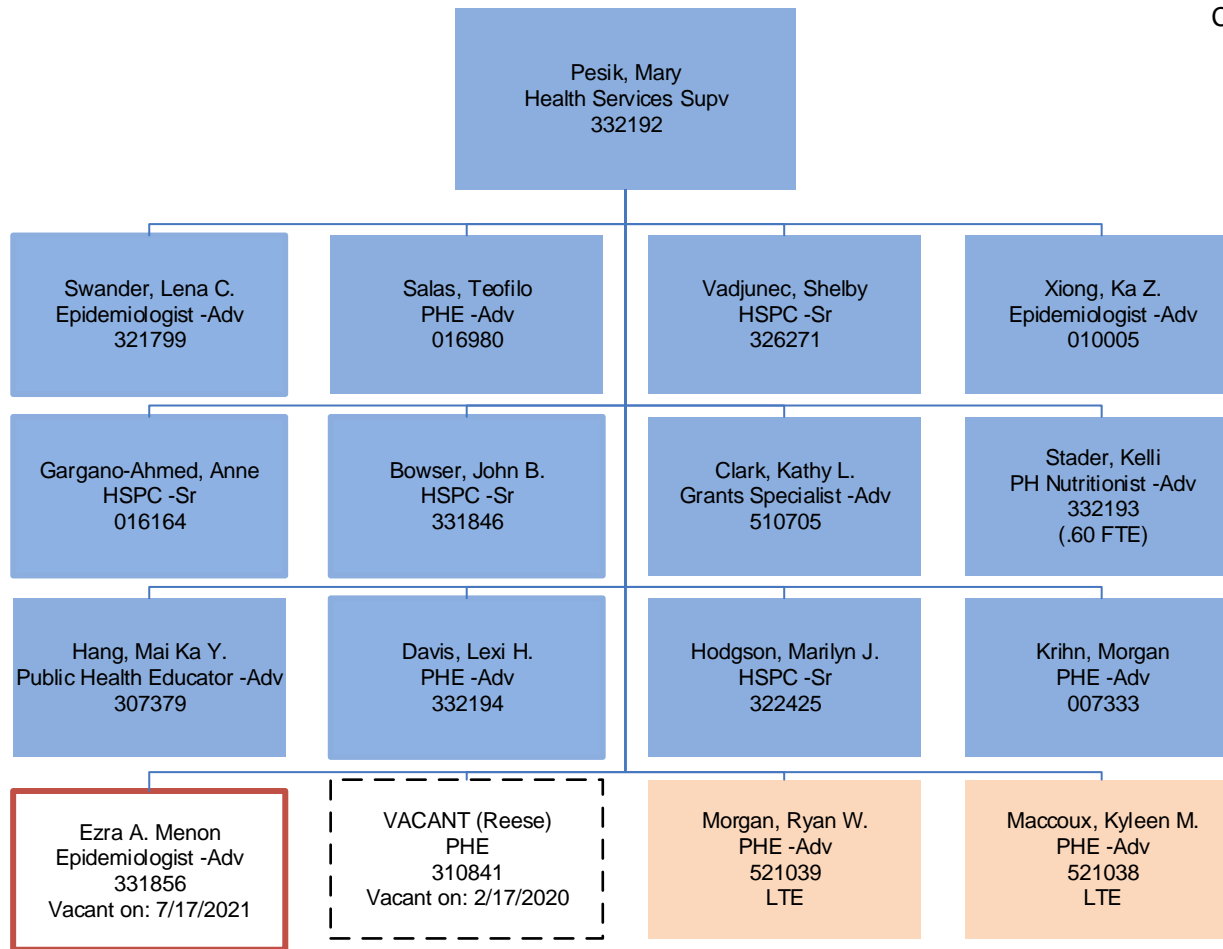 C
Pesik, Mary
Health Services Supv
332192
Swander, Lena C.
Epidemiologist -Adv
321799
Salas, Teofilo
PHE -Adv
016980
Vadjunec, Shelby
HSPC -Sr
326271
Xiong, Ka Z.
Epidemiologist -Adv
010005
Gargano-Ahmed, Anne
HSPC -Sr
016164
Bowser, John B.
HSPC -Sr
331846
Clark, Kathy L.
Grants Specialist -Adv
510705
Stader, Kelli
PH Nutritionist -Adv
332193
(.60 FTE)
Hang, Mai Ka Y.
Public Health Educator -Adv
307379
Davis, Lexi H.
PHE -Adv
332194
Hodgson, Marilyn J.
HSPC -Sr
322425
Krihn, Morgan
PHE -Adv
007333
Ezra A. Menon
Epidemiologist -Adv
331856
Vacant on: 7/17/2021
VACANT (Reese)
PHE
310841
Vacant on: 2/17/2020
Morgan, Ryan W.
PHE -Adv
521039
LTE
Maccoux, Kyleen M.
PHE -Adv
521038
LTE